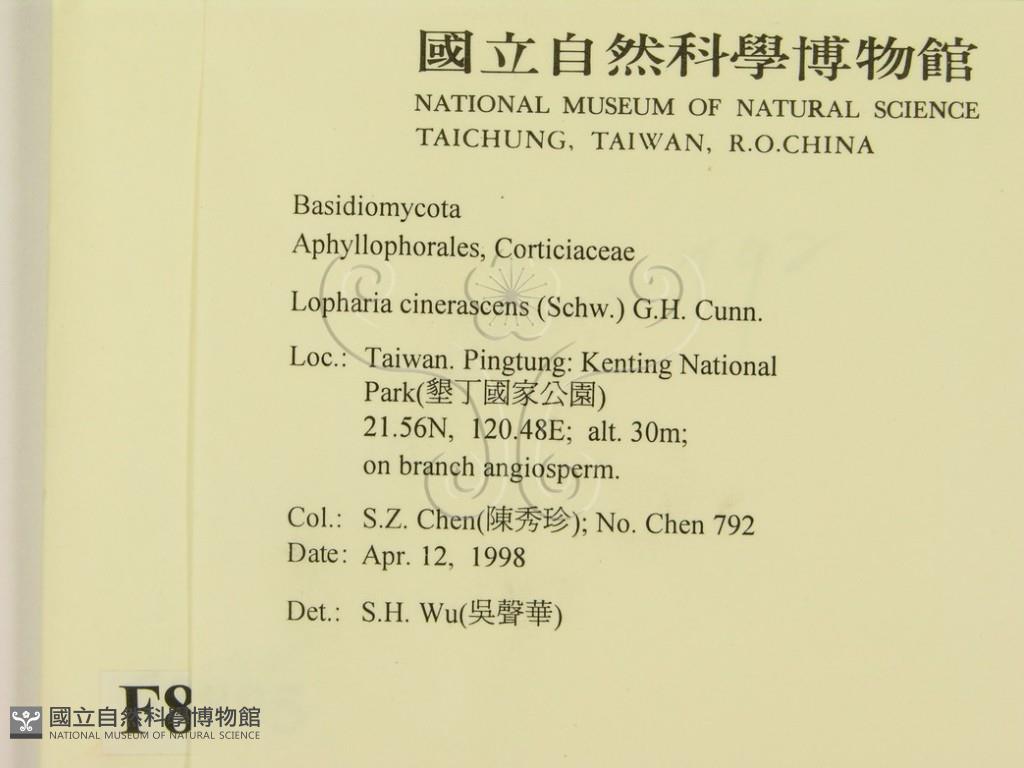 國立自然科學博物館
NATIONAL MUSEUM OF NATURAL SCIENCE
TAICHUNG, TAIWAN, R.O.CHINA
Basidiomycota
Aphyllophorales, Corticiaceae
Lopharia cinerascens (Schw.) G.H. Cunn.
Loc.: Taiwan. Pingtung: Kenting National
Park(墾丁國家公園)
21.56N, 120.48E; alt. 30m;
on branch angiosperm.
Col.: S.Z. Chen(陳秀珍); No. Chen 792
Date: Apr. 12, 1998
Det.: S.H. Wu(吳聲華)
F8
國立自然科學博物館
NATIONAL MUSEUM OF NATURAL SCIENCE